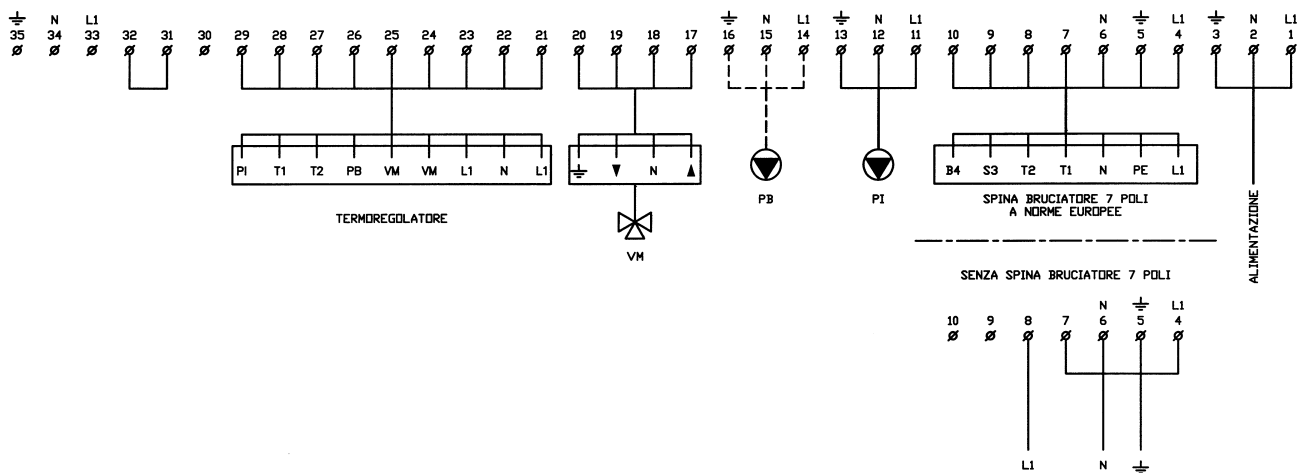 N L1 N L1 N L1 N L1 N L1
35 34 33 32 31 30 29 28 27 26 25 24 23 22 21 20 19 18 17 16 15 14 13 12 11 10 9 8 7 6 5 4 3 2 1
PI T1 T2 PB VM VM L1 N L1
N
B4 S3 T2 T1 N PE L1
TERMOREGOLATORE
VM
PB
PI
SPINA BRUCIATORE 7 POLI
A NORME EUROPEE
ALIMENTAZIONE
SENZA SPINA BRUCIATORE 7 POLI
N L1
10 9 8 7 6 5 4
L1 N